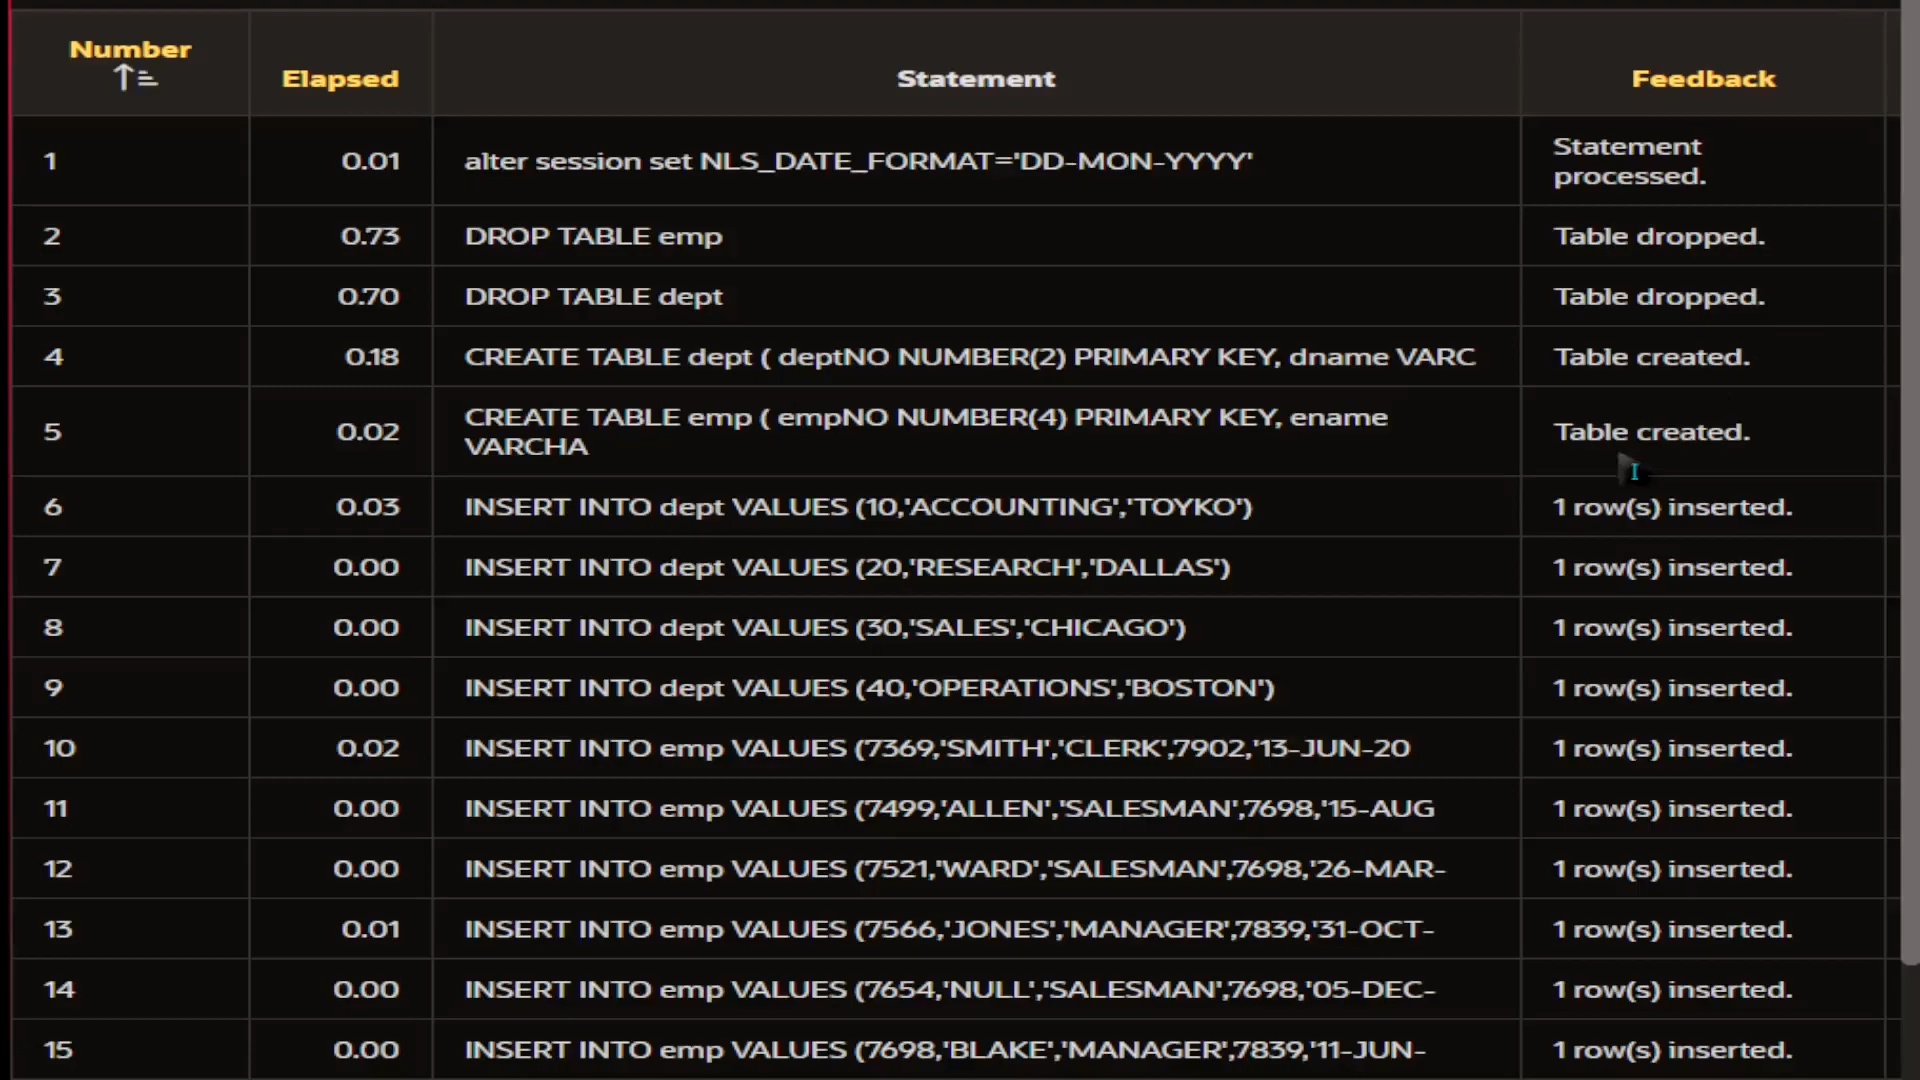 Number
Elapsed
Statement
Feedback
1
0.01
alter session set NLS_DATE_FORMAT='DD-MON-YYYY'
Statement
processed.
2
0.73
DROP TABLE emp
Table dropped.
3
0.70
DROP TABLE dept
Table dropped.
4
0.18
CREATE TABLE dept ( deptNO NUMBER(2) PRIMARY KEY, dname VARC
Table created.
5
0.02
CREATE TABLE emp ( empNO NUMBER(4) PRIMARY KEY, ename
VARCHA
Table created.
6
0.03
INSERT INTO dept VALUES (10,'ACCOUNTING','TOYKO')
1 row(s) inserted.
7
0.00
INSERT INTO dept VALUES (20,'RESEARCH','DALLAS')
1 row(s) inserted.
8
0.00
INSERT INTO dept VALUES (30,'SALES','CHICAGO')
1 row(s) inserted.
9
0.00
INSERT INTO dept VALUES (40,'OPERATIONS','BOSTON')
1 row(s) inserted.
10
0.02
INSERT INTO emp VALUES (7369,'SMITH','CLERK',7902,'13-JUN-20
1 row(s) inserted.
11
0.00
INSERT INTO emp VALUES (7499,'ALLEN','SALESMAN',7698,'15-AUG
1 row(s) inserted.
12
0.00
INSERT INTO emp VALUES (7521,'WARD','SALESMAN',7698,'26-MAR-
1 row(s) inserted.
13
0.01
INSERT INTO emp VALUES (7566,'JONES','MANAGER',7839,'31-OCT-
1 row(s) inserted.
14
0.00
INSERT INTO emp VALUES (7654,'NULL','SALESMAN',7698,'05-DEC-
1 row(s) inserted.
15
0.00
INSERT INTO emp VALUES (7698,'BLAKE','MANAGER',7839,'11-JUN-
1 row(s) inserted.